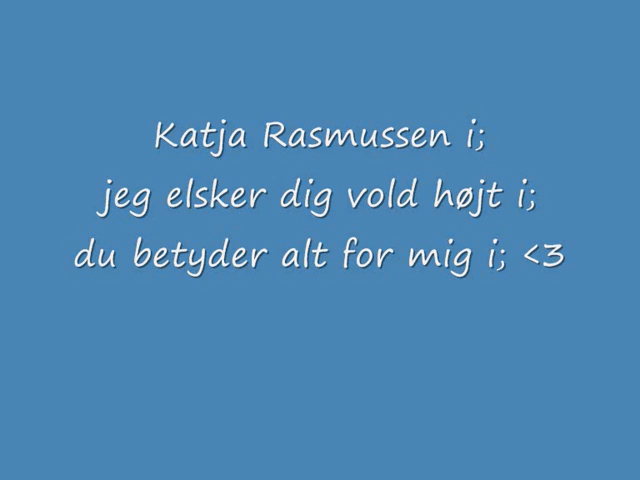 Katja Rasmussen i;
jeg elsker dig vold højt i;
du betyder alt for mig i; <3